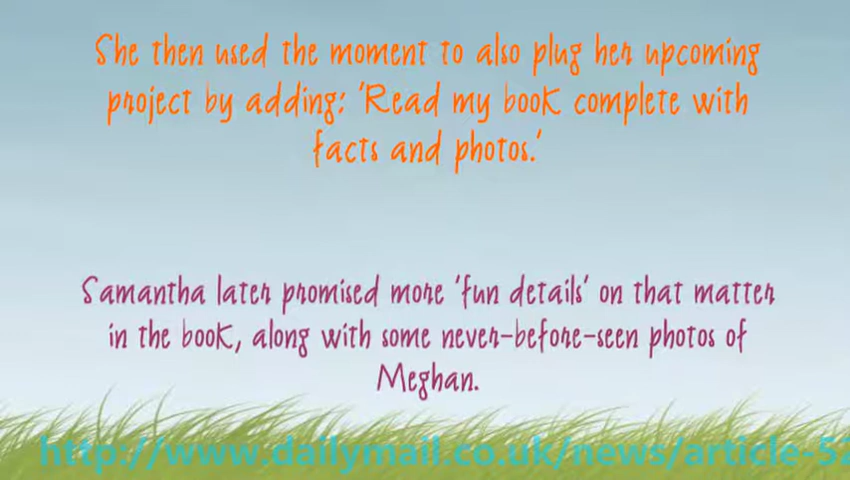 She then used the moment to also plug her upcoming
project by adding: 'Read my book complete with
facts and photos.'
Samantha later promised more 'fun details' on that matter
in the book, along with some never-before-seen photos of
Meghan.
http://www.dailymail.co.uk/news/article-52